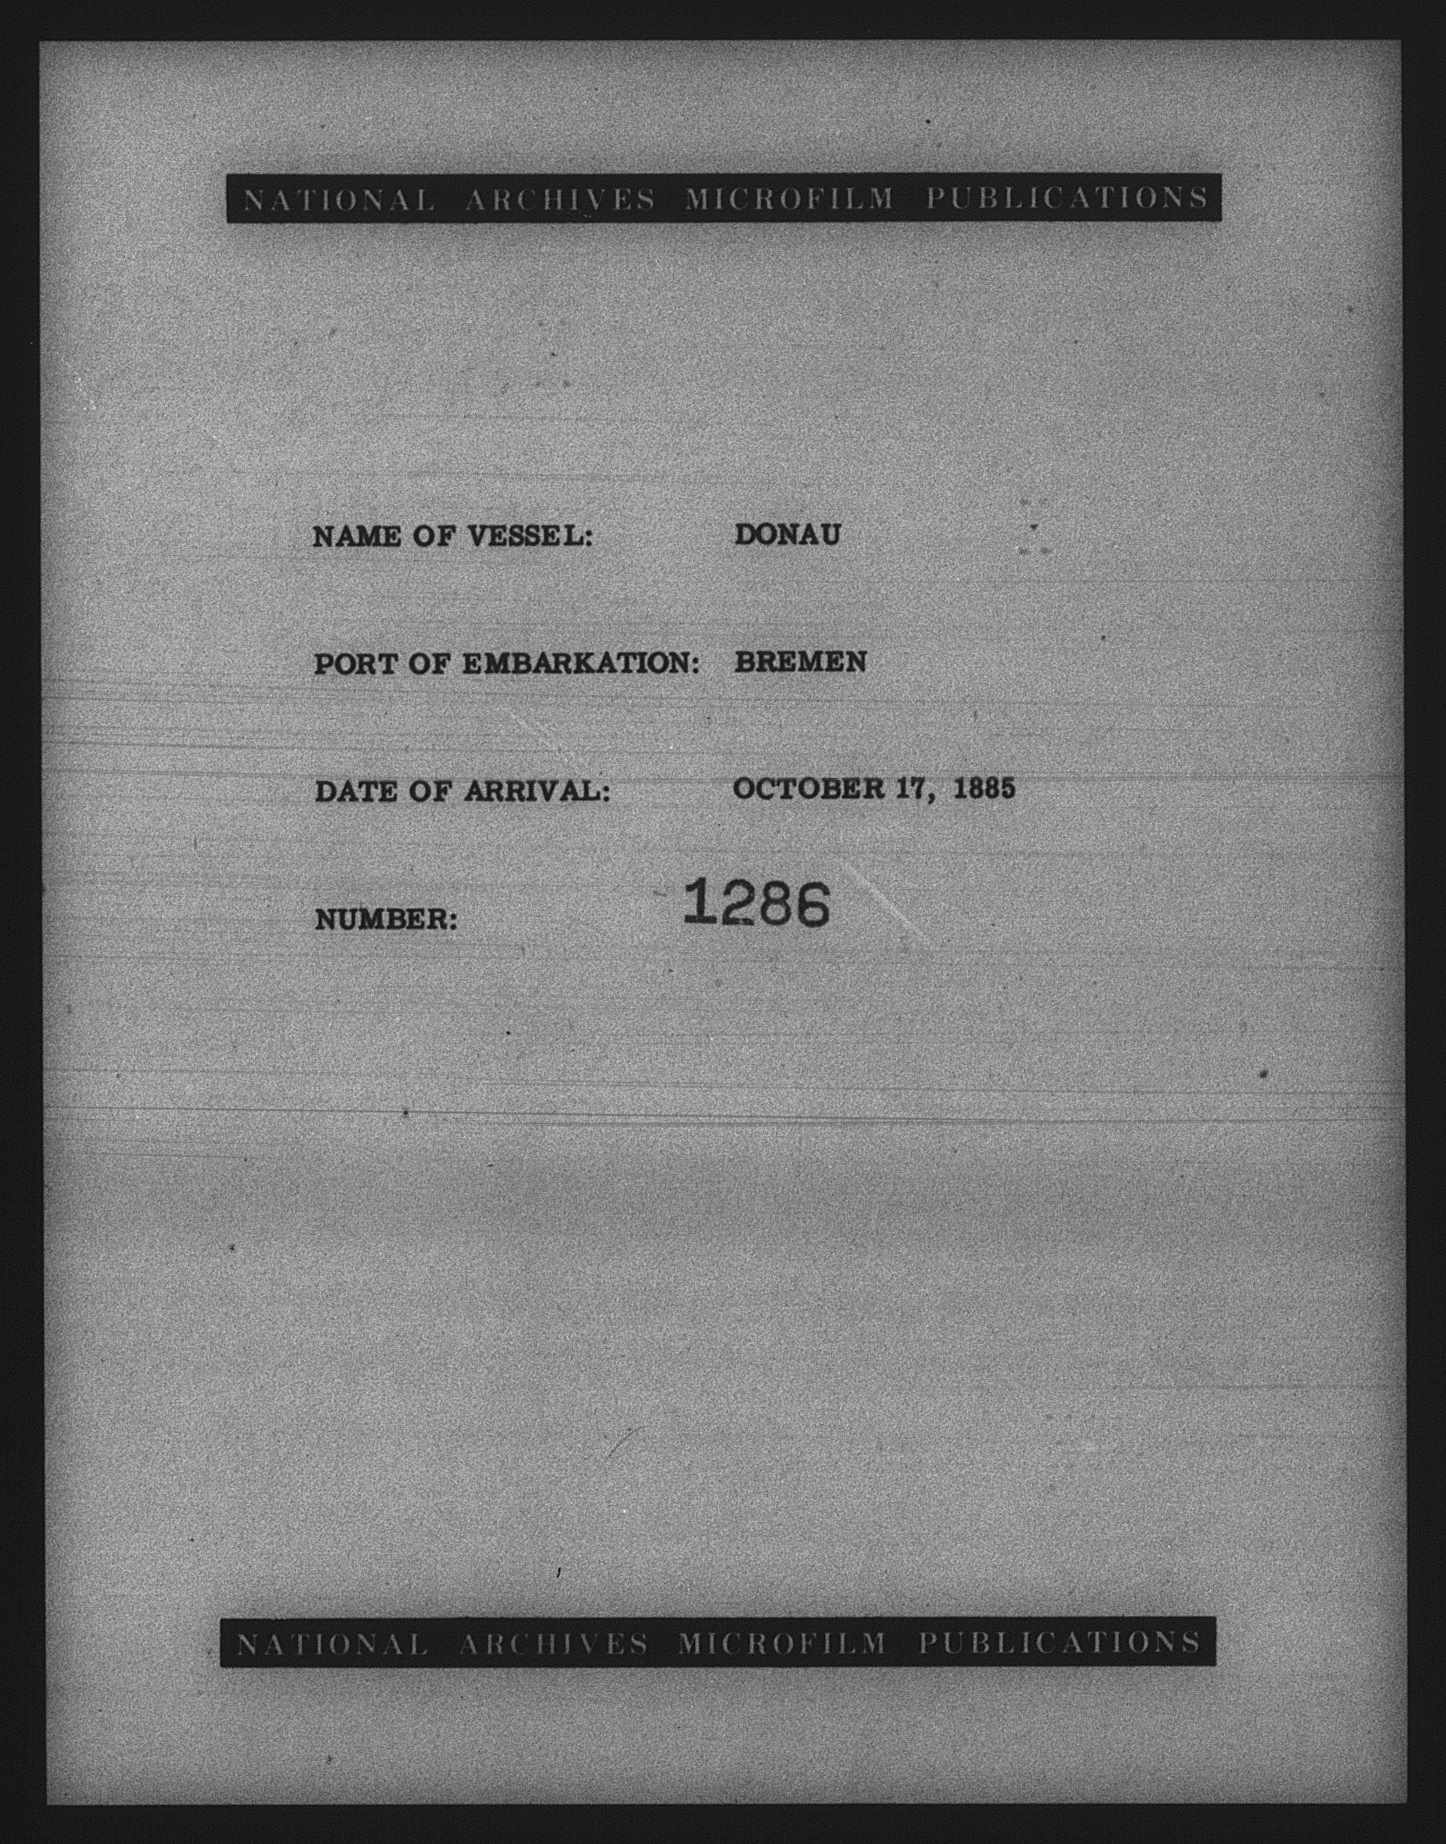 NATIONAL ARCHIVES MICROFILM PUBLICATIONS
NAME OF VESSEL: DONAU
PORT OF EMBARKATION: BREMEN
DATE OF ARRIVAL: OCTOBER 17, 1885
NUMBER: 1286
NATIONAL ARCHIVES MICROFILM PUBLICATIONS